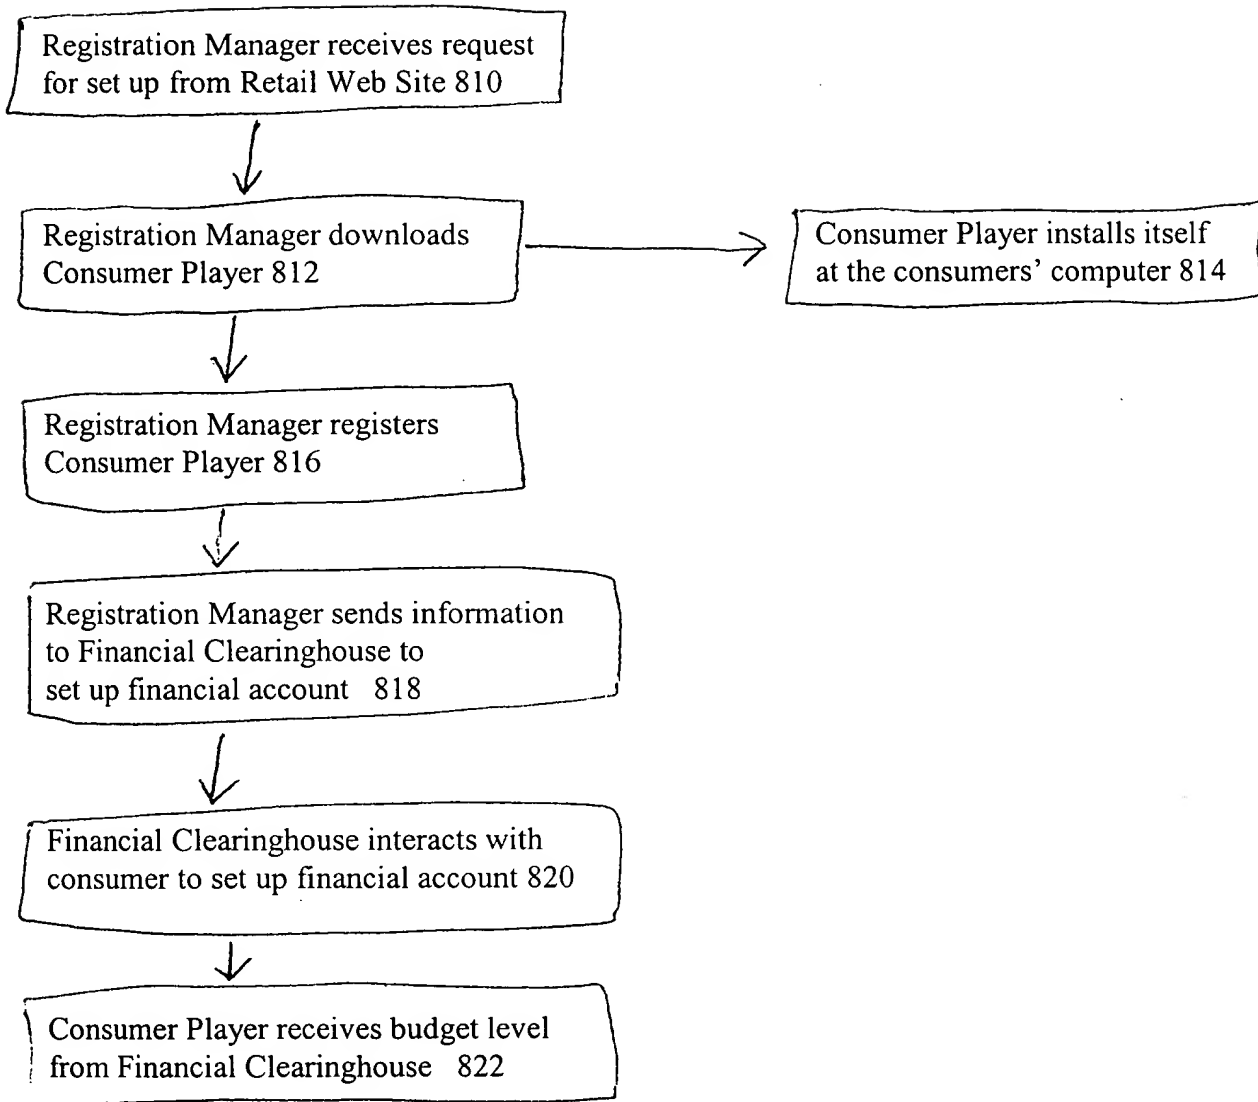 Registration Manager receives request
for set up from Retail Web Site 810
Registration Manager downloads
Consumer Player 812
Consumer Player installs itself
at the consumers’ computer 814
Registration Manager registers
Consumer Player 816
Registration Manager sends information
to Financial Clearinghouse to
set up financial account 818
Financial Clearinghouse interacts with
consumer to set up financial account 820
Consumer Player receives budget level
from Financial Clearinghouse 822